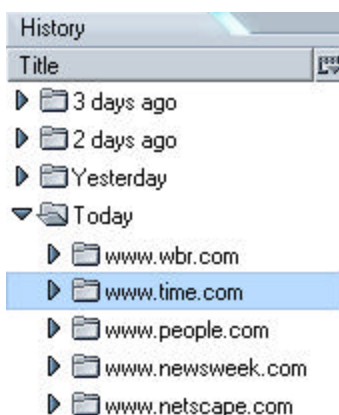 History
Title
3 days ago
2 days ago
Yesterday
Today
www.wbr.com
www.time.com
www.people.com
www.newsweek.com
www.netscape.com